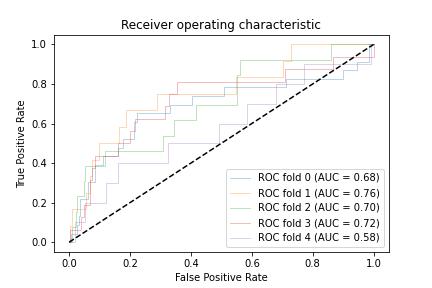 Receiver operating characteristic
True Positive Rate
1.0
0.8
0.6
0.4
0.2
0.0
ROC fold 0 (AUC = 0.68)
ROC fold 1 (AUC = 0.76)
ROC fold 2 (AUC = 0.70)
ROC fold 3 (AUC = 0.72)
ROC fold 4 (AUC = 0.58)
0.0 0.2 0.4 0.6 0.8 1.0
False Positive Rate